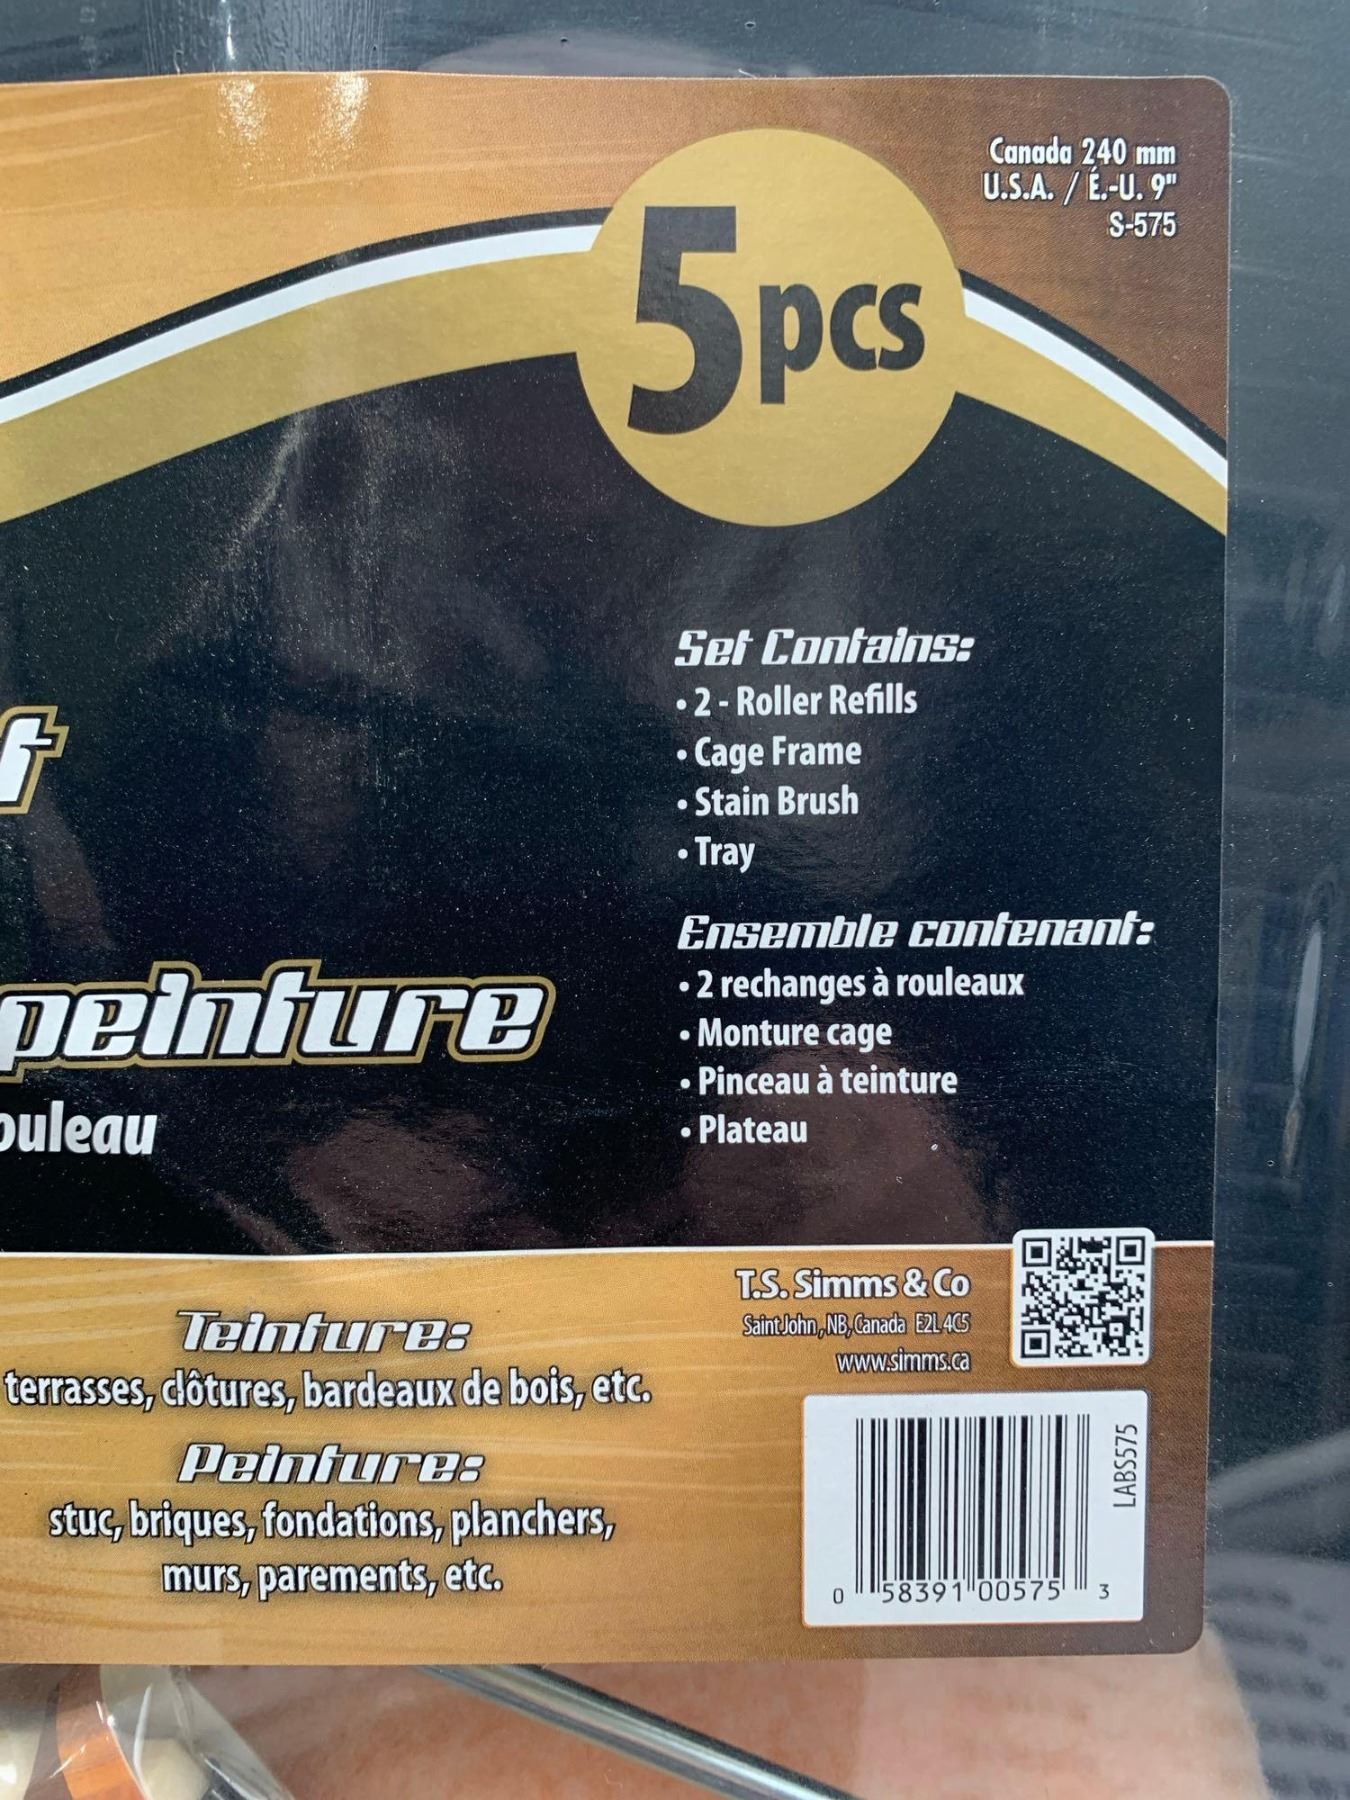 Canada 240 mm
U.S.A. / É.-U. 9"
S-575
5 pcs
Set Contains:
• 2 - Roller Refills
• Cage Frame
• Stain Brush
• Tray
t
Ensemble contenant:
• 2 rechanges à rouleaux
• Monture cage
• Pinceau à teinture
• Plateau
peinture
ouleau
T.S. Simms & Co
Saint John, NB, Canada E2L 4C5
www.simms.ca
Teinture:
terrasses, clôtures, bardeaux de bois, etc.
Peinture:
stuc, briques, fondations, planchers,
murs, parements, etc.
LABS575
0 58391 00575 3